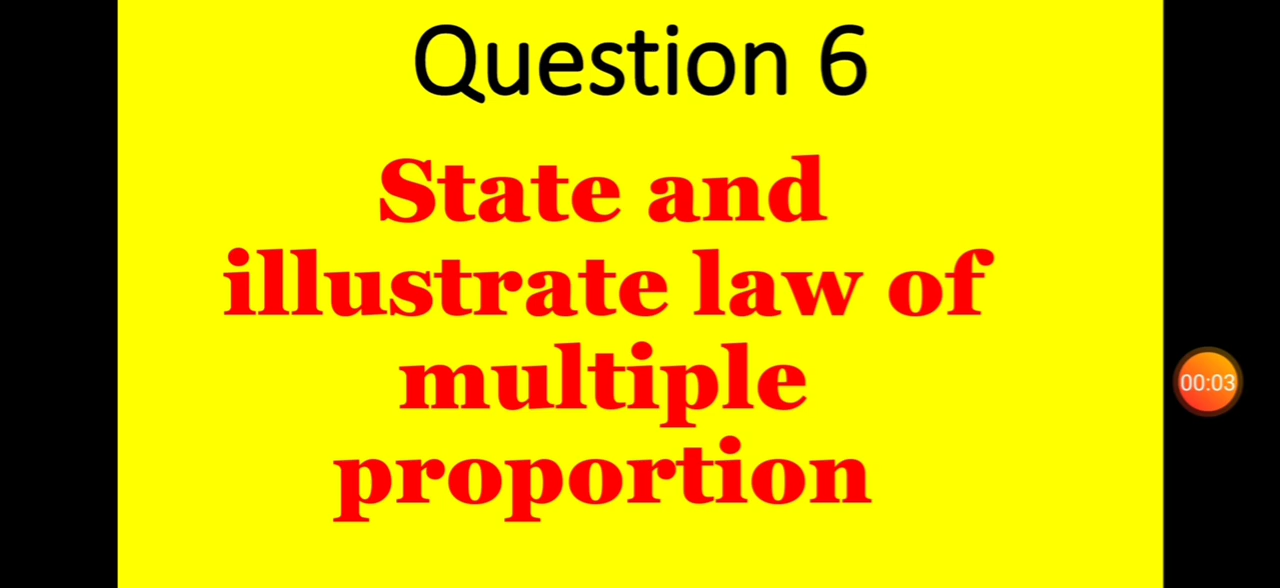 Question 6
State and
illustrate law of
multiple
proportion
00:03